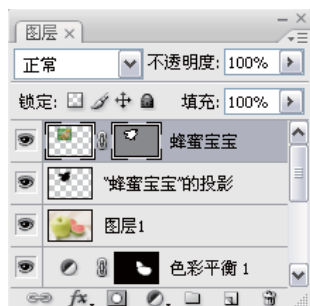 图层 ×
正常 不透明度: 100%
锁定: 填充: 100%
蜂蜜宝宝
"蜂蜜宝宝"的投影
图层1
色彩平衡 1
fx.